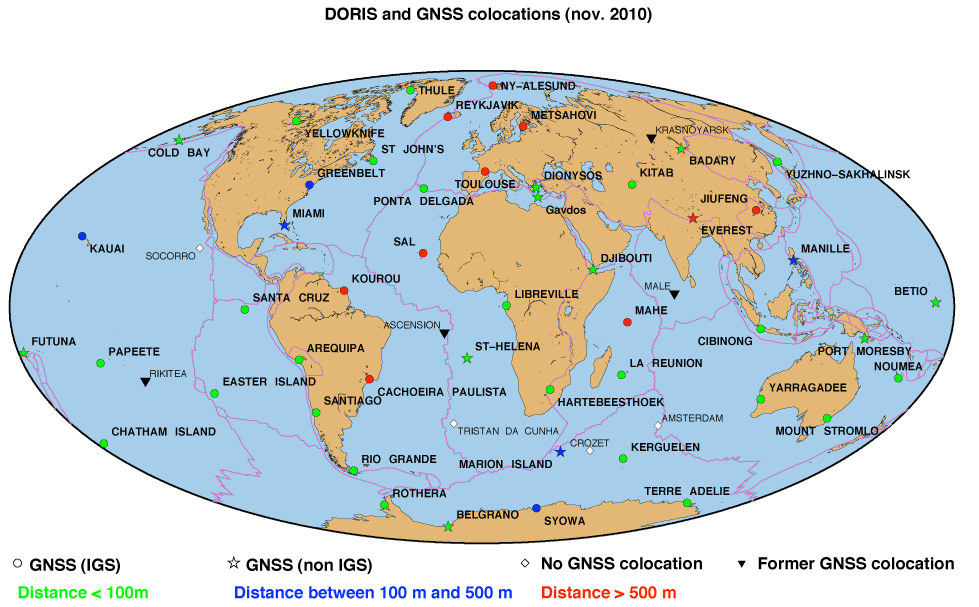 DORIS and GNSS colocations (nov. 2010)
THULE
NY-ALESUND
REYKJAVIK
METSAHOVI
YELLOWKNIFE
KRASNOYARSK
COLD BAY
ST JOHN'S
BADARY
GREENBELT
TOULOUSE
DIONYSOS
KITAB
YUZHNO-SAKHALINSK
PONTA DELGADA
JIUFENG
Gavdos
MIAMI
EVEREST
KAUAI
SAL
MANILLE
SOCORRO
DJIBOUTI
KOUROU
MALE
BETIO
SANTA CRUZ
LIBREVILLE
ASCENSION
MAHE
FUTUNA
PAPEETE
AREQUIPA
ST-HELENA
CIBINONG
PORT MORESBY
RIKITEA
LA REUNION
NOUMEA
EASTER ISLAND
CACHOEIRA PAULISTA
YARRAGADEE
SANTIAGO
HARTEBEESTHOEK
AMSTERDAM
CHATHAM ISLAND
TRISTAN DA CUNHA
MOUNT STROMLO
CROZET
RIO GRANDE
MARION ISLAND
KERGUELEN
ROTHERA
TERRE ADELIE
BELGRANO
SYOWA
GNSS (IGS)
GNSS (non IGS)
No GNSS colocation
Former GNSS colocation
Distance < 100m
Distance between 100 m and 500 m
Distance > 500 m